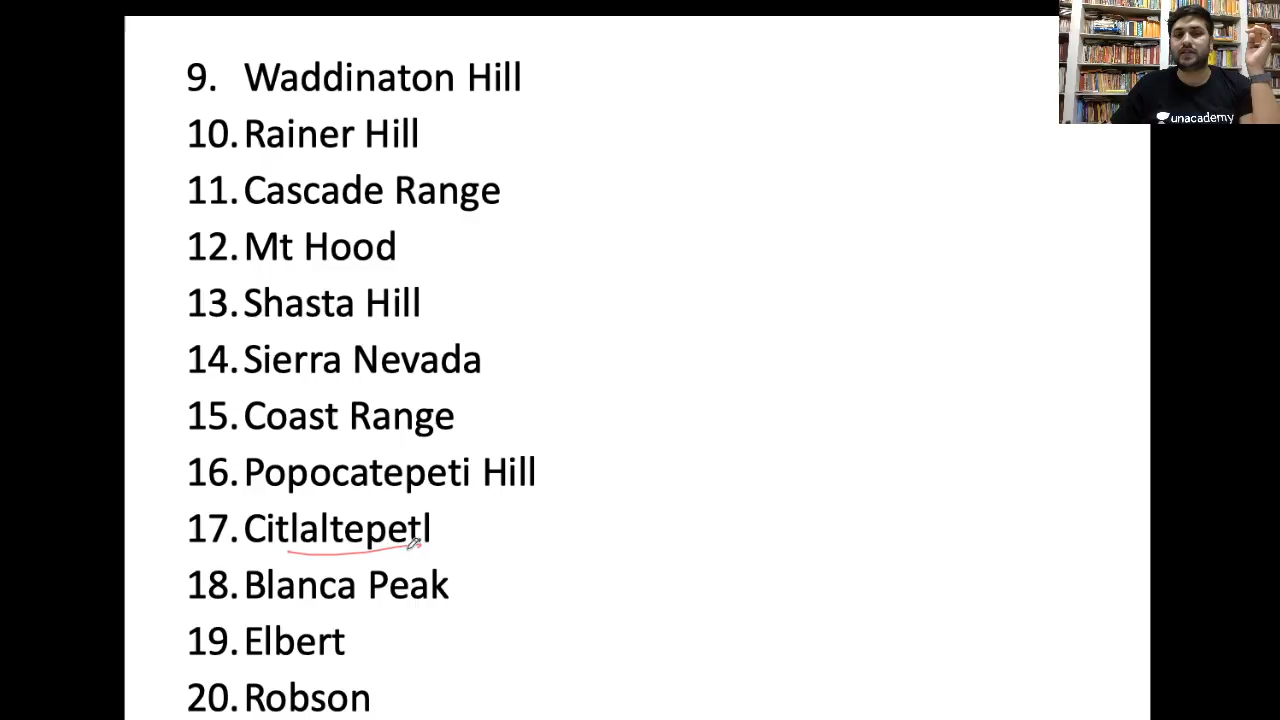 9. Waddinaton Hill
10. Rainer Hill
11. Cascade Range
12. Mt Hood
13. Shasta Hill
14. Sierra Nevada
15. Coast Range
16. Popocatepeti Hill
17. Citlaltepetl
18. Blanca Peak
19. Elbert
20. Robson
unacademy